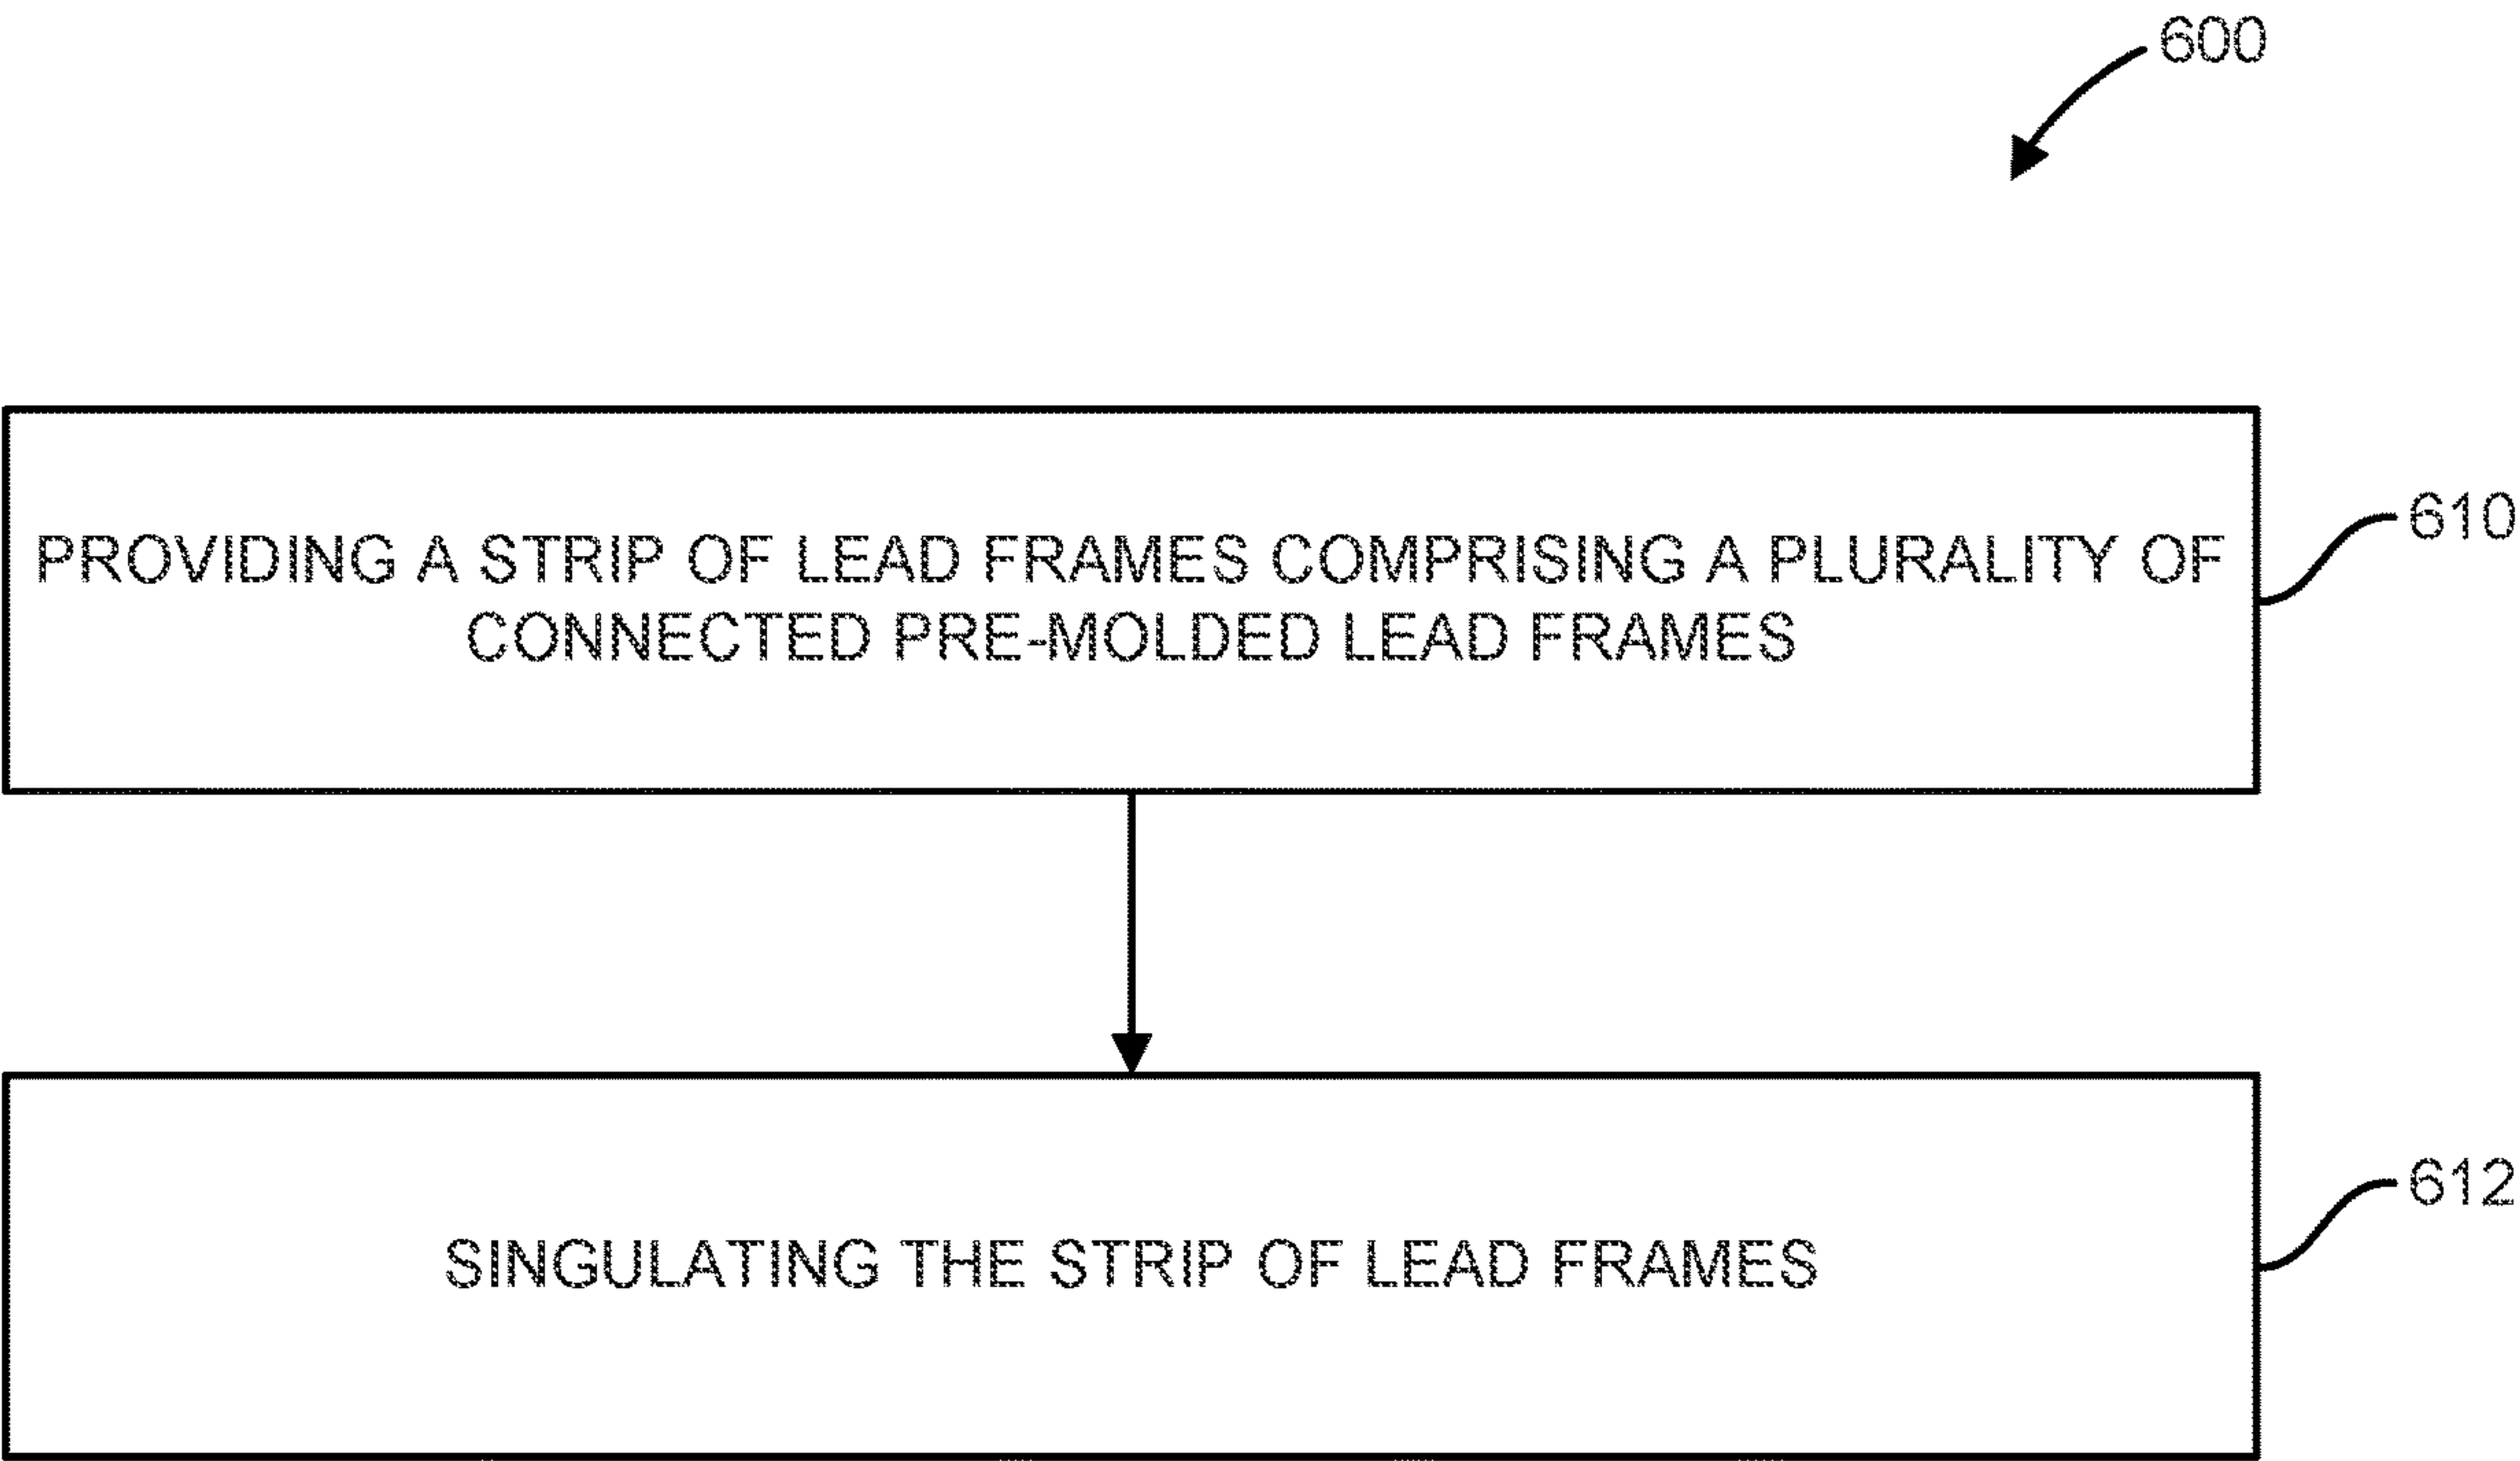 600
PROVIDING A STRIP OF LEAD FRAMES COMPRISING A PLURALITY OF
CONNECTED PRE-MOLDED LEAD FRAMES
610
SINGULATING THE STRIP OF LEAD FRAMES
612